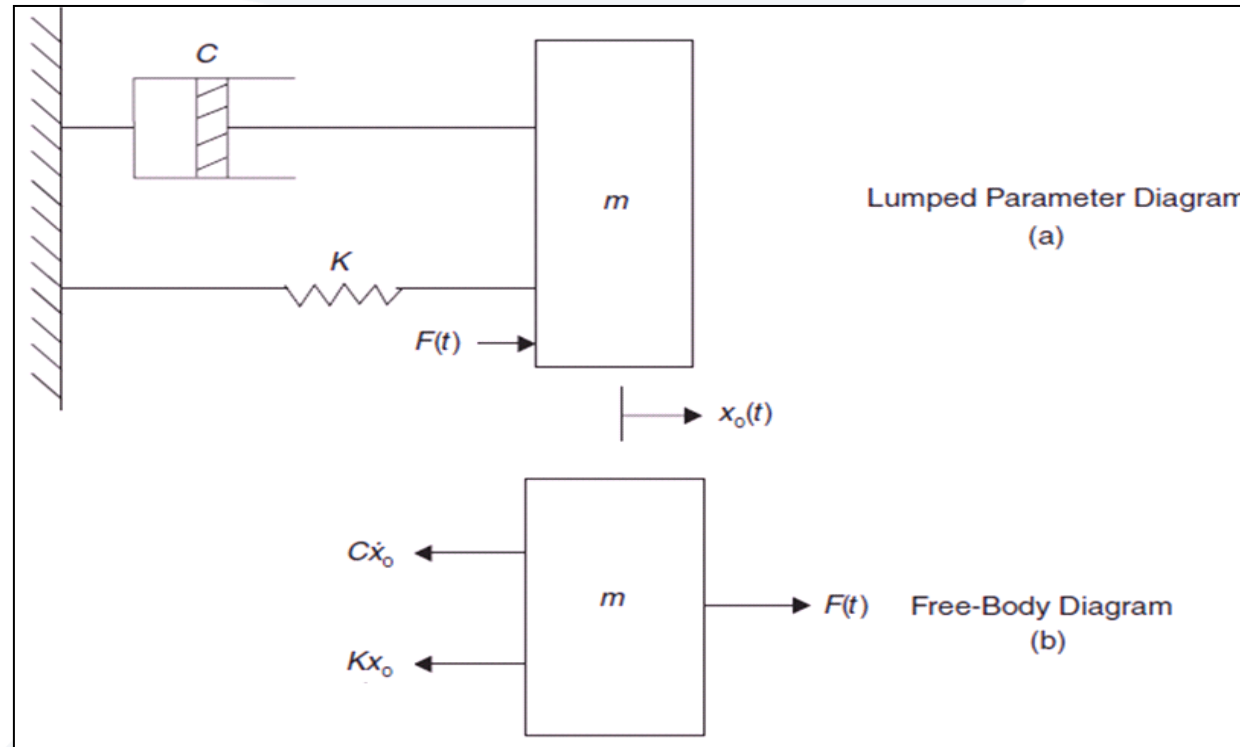 C
m
Lumped Parameter Diagram
(a)
K
F(t)
xₒ(t)
Cẋₒ
m
F(t) Free-Body Diagram
(b)
Kxₒ